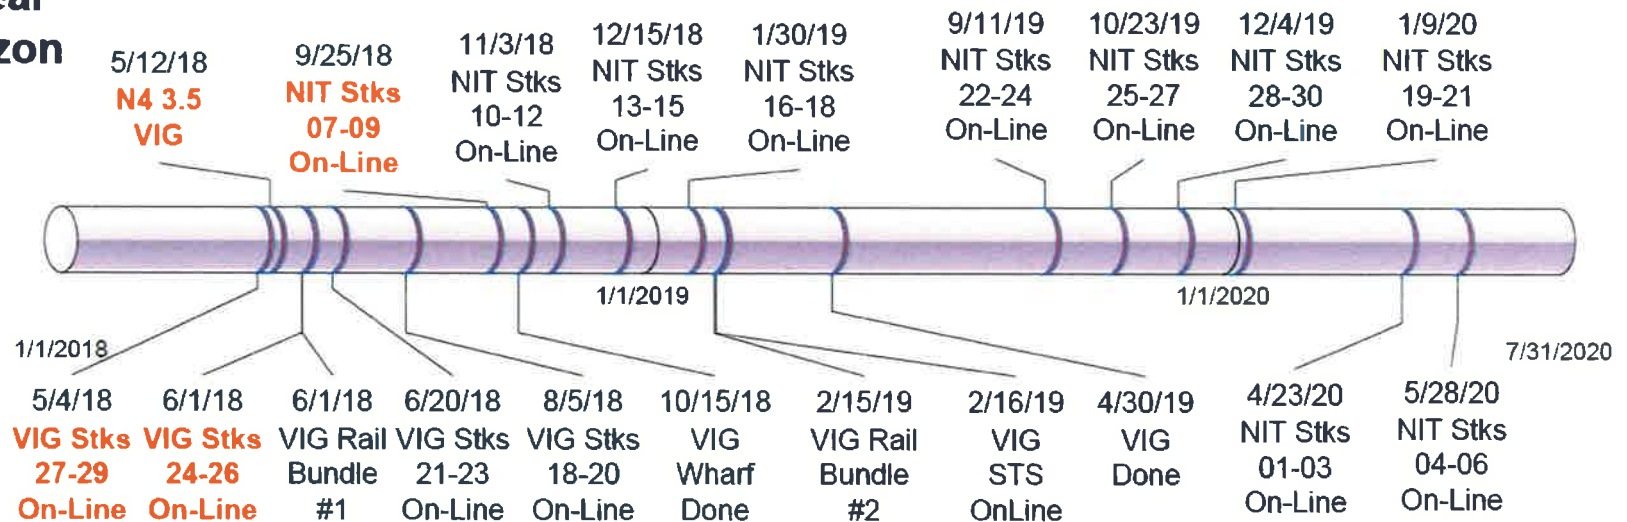 zon
5/12/18
N4 3.5
VIG
9/25/18
NIT Stks
07-09
On-Line
11/3/18
NIT Stks
10-12
On-Line
12/15/18
NIT Stks
13-15
On-Line
1/30/19
NIT Stks
16-18
On-Line
9/11/19
NIT Stks
22-24
On-Line
10/23/19
NIT Stks
25-27
On-Line
12/4/19
NIT Stks
28-30
On-Line
1/9/20
NIT Stks
19-21
On-Line
1/1/2019
1/1/2020
1/1/2018
7/31/2020
5/4/18
VIG Stks
27-29
On-Line
6/1/18
VIG Stks
24-26
On-Line
6/1/18
VIG Rail
Bundle
#1
6/20/18
VIG Stks
21-23
On-Line
8/5/18
VIG Stks
18-20
On-Line
10/15/18
VIG
Wharf
Done
2/15/19
VIG Rail
Bundle
#2
2/16/19
VIG
STS
OnLine
4/30/19
VIG
Done
4/23/20
NIT Stks
01-03
On-Line
5/28/20
NIT Stks
04-06
On-Line